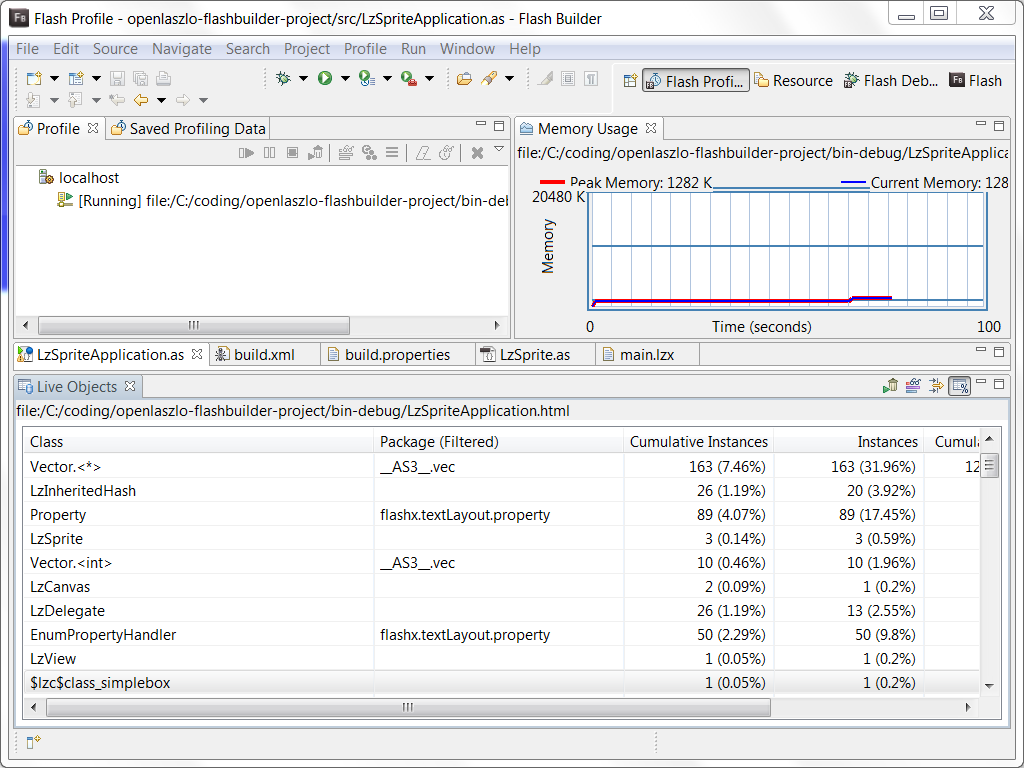 Flash Profile - openlaszlo-flashbuilder-project/src/LzSpriteApplication.as - Flash Builder
File Edit Source Navigate Search Project Profile Run Window Help
Flash Profi... Resource Flash Deb... Flash
Profile Saved Profiling Data
localhost
[Running] file:/C:/coding/openlaszlo-flashbuilder-project/bin-deb
Memory Usage
file:/C:/coding/openlaszlo-flashbuilder-project/bin-debug/LzSpriteApplica
Peak Memory: 1282 K Current Memory: 128
20480 K
Memory
0 Time (seconds) 100
LzSpriteApplication.as build.xml build.properties LzSprite.as main.lzx
Live Objects
file:/C:/coding/openlaszlo-flashbuilder-project/bin-debug/LzSpriteApplication.html
Class Package (Filtered) Cumulative Instances Instances Cumula
Vector.<*> __AS3__.vec 163 (7.46%) 163 (31.96%) 12
LzInheritedHash 26 (1.19%) 20 (3.92%)
Property flashx.textLayout.property 89 (4.07%) 89 (17.45%)
LzSprite 3 (0.14%) 3 (0.59%)
Vector.<int> __AS3__.vec 10 (0.46%) 10 (1.96%)
LzCanvas 2 (0.09%) 1 (0.2%)
LzDelegate 26 (1.19%) 13 (2.55%)
EnumPropertyHandler flashx.textLayout.property 50 (2.29%) 50 (9.8%)
LzView 1 (0.05%) 1 (0.2%)
$lzc$class_simplebox 1 (0.05%) 1 (0.2%)